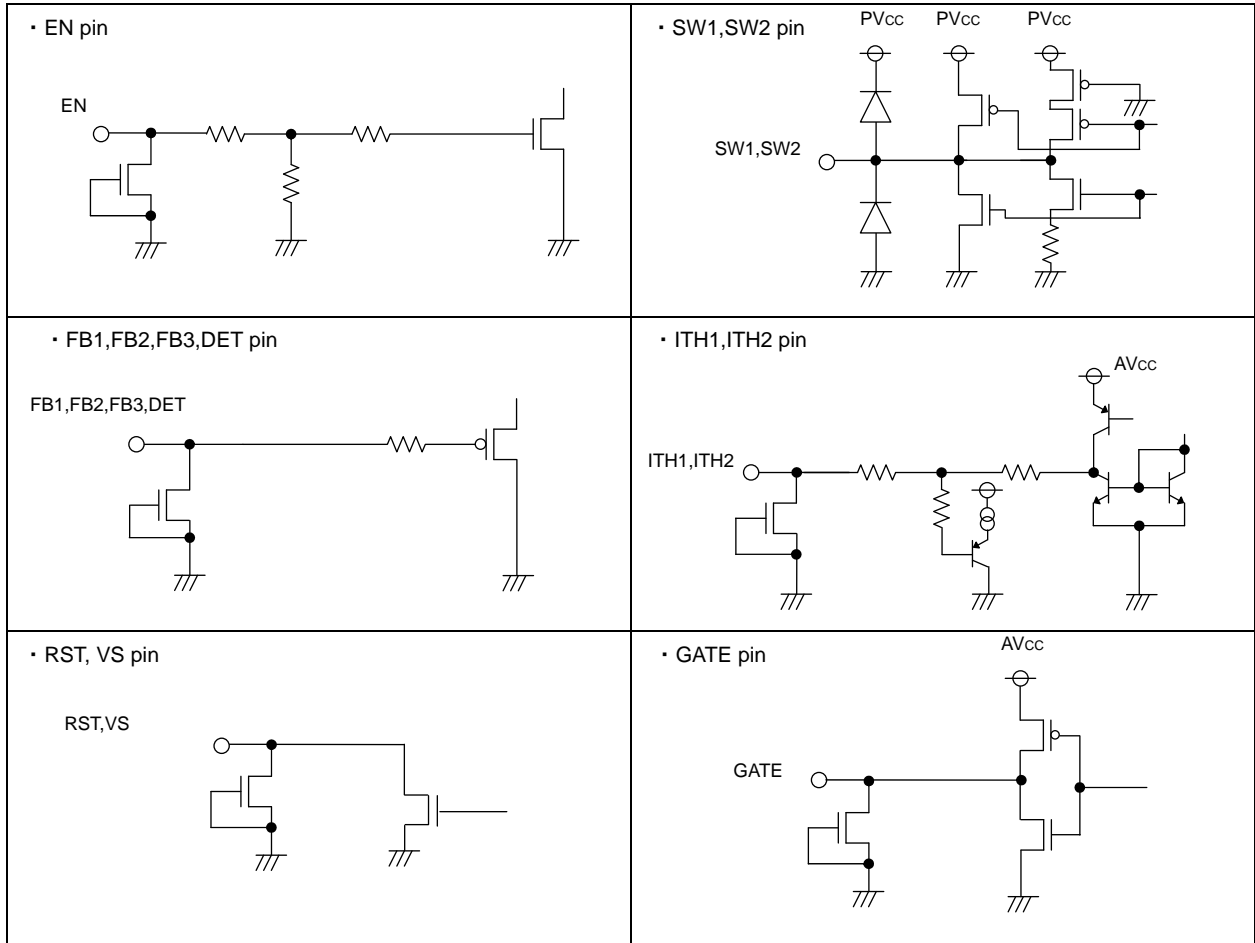 ・EN pin
EN
・SW1,SW2 pin
PVCC PVCC PVCC
SW1,SW2
・FB1,FB2,FB3,DET pin
FB1,FB2,FB3,DET
・ITH1,ITH2 pin
AVCC
ITH1,ITH2
・RST, VS pin
RST,VS
・GATE pin
AVCC
GATE